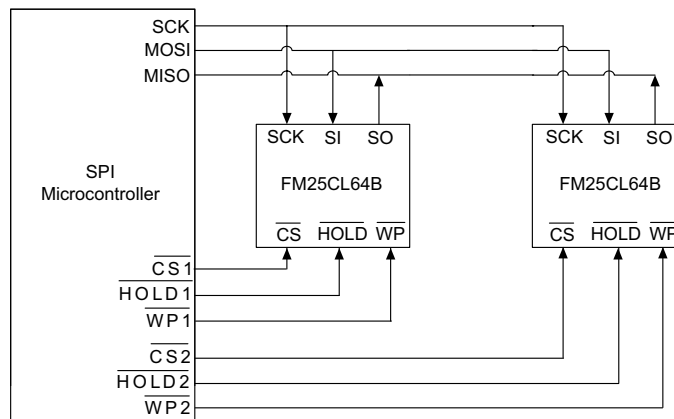 SCK
MOSI
MISO
SPI
Microcontroller
CS1
HOLD1
WP1
CS2
HOLD2
WP2
SCK SI SO
FM25CL64B
CS HOLD WP
SCK SI SO
FM25CL64B
CS HOLD WP